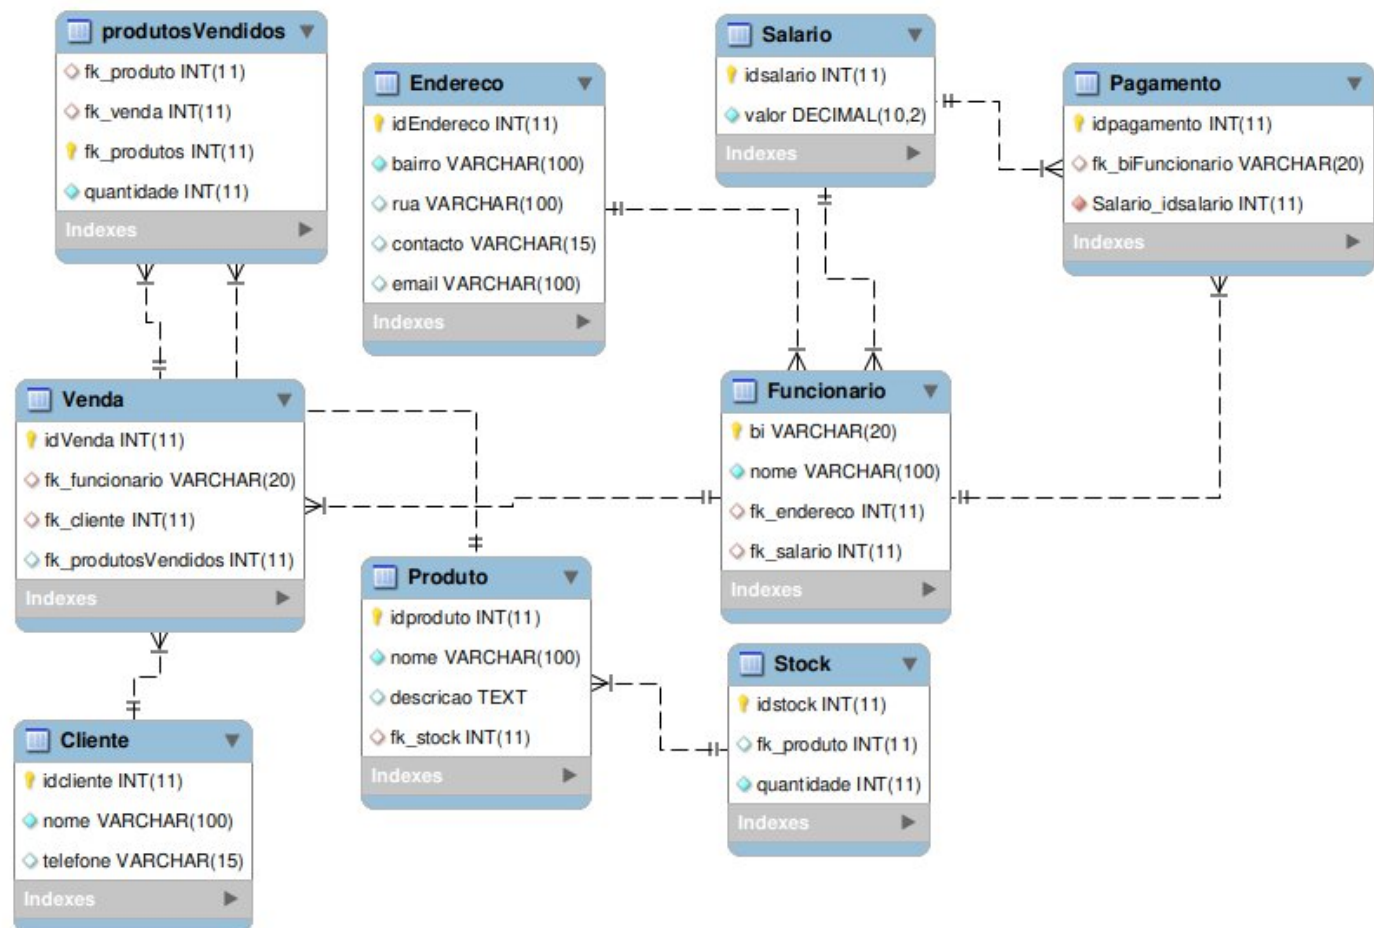 produtosVendidos
fk_produto INT(11)
fk_venda INT(11)
fk_produtos INT(11)
quantidade INT(11)
Indexes
Endereco
idEndereco INT(11)
bairro VARCHAR(100)
rua VARCHAR(100)
contacto VARCHAR(15)
email VARCHAR(100)
Indexes
Salario
idsalario INT(11)
valor DECIMAL(10,2)
Indexes
Pagamento
idpagamento INT(11)
fk_biFuncionario VARCHAR(20)
Salario_idsalario INT(11)
Indexes
Venda
idVenda INT(11)
fk_funcionario VARCHAR(20)
fk_cliente INT(11)
fk_produtosVendidos INT(11)
Indexes
Funcionario
bi VARCHAR(20)
nome VARCHAR(100)
fk_endereco INT(11)
fk_salario INT(11)
Indexes
Produto
idproduto INT(11)
nome VARCHAR(100)
descricao TEXT
fk_stock INT(11)
Indexes
Stock
idstock INT(11)
fk_produto INT(11)
quantidade INT(11)
Indexes
Cliente
idcliente INT(11)
nome VARCHAR(100)
telefone VARCHAR(15)
Indexes